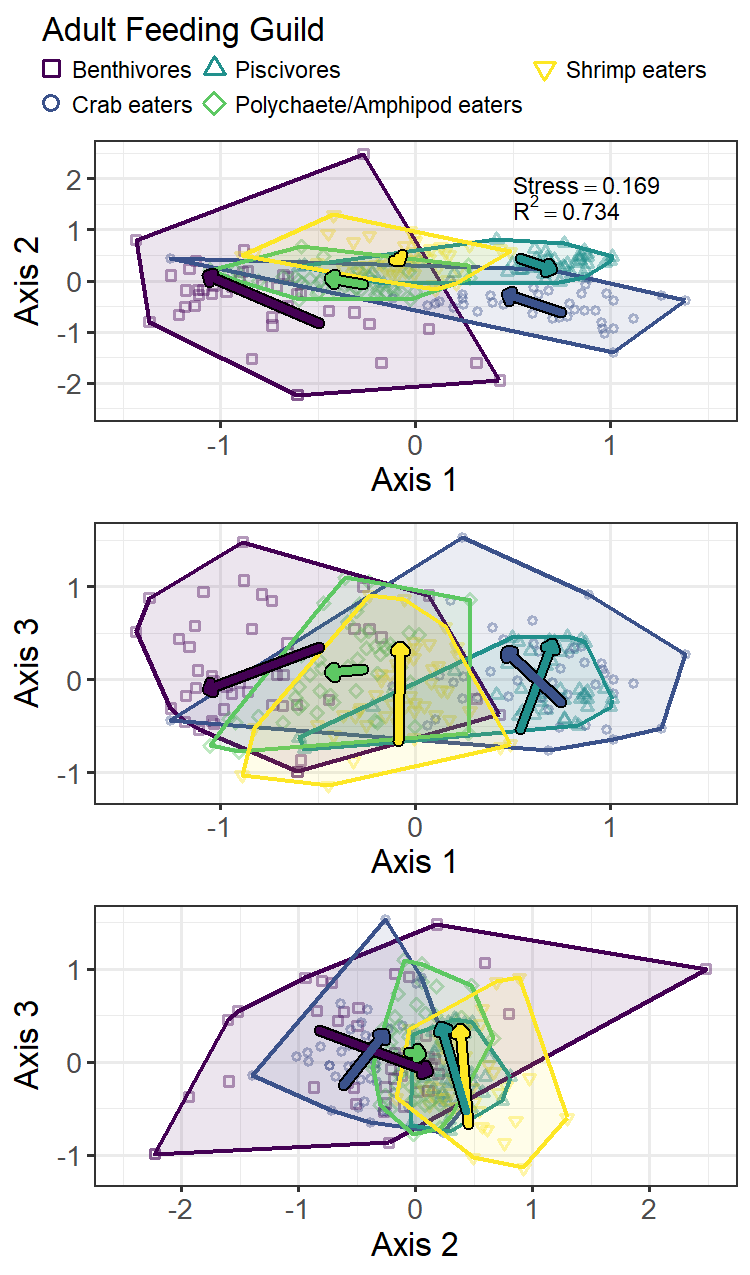 Adult Feeding Guild
Benthivores Piscivores Shrimp eaters
Crab eaters Polychaete/Amphipod eaters
Stress = 0.169
R² = 0.734
2
1
0
-1
-2
Axis 2
-1 0 1
Axis 1
1
0
-1
Axis 3
-1 0 1
Axis 1
1
0
-1
Axis 3
-2 -1 0 1 2
Axis 2